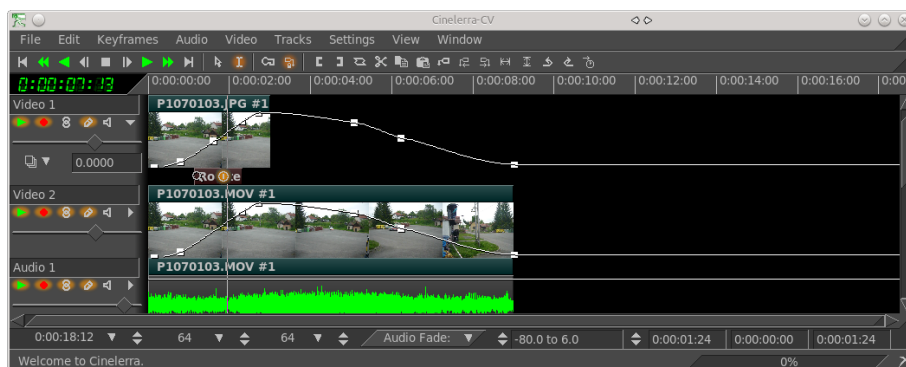 Cinelerra-CV
File Edit Keyframes Audio Video Tracks Settings View Window
0:00:07:13 0:00:00:00 0:00:02:00 0:00:04:00 0:00:06:00 0:00:08:00 0:00:10:00 0:00:12:00 0:00:14:00 0:00:16:00 0:00
Video 1 P1070103.JPG #1
0.0000
Video 2 P1070103.MOV #1
Audio 1 P1070103.MOV #1
0:00:18:12 64 64 Audio Fade: -80.0 to 6.0 0:00:01:24 0:00:00:00 0:00:01:24
Welcome to Cinelerra. 0%